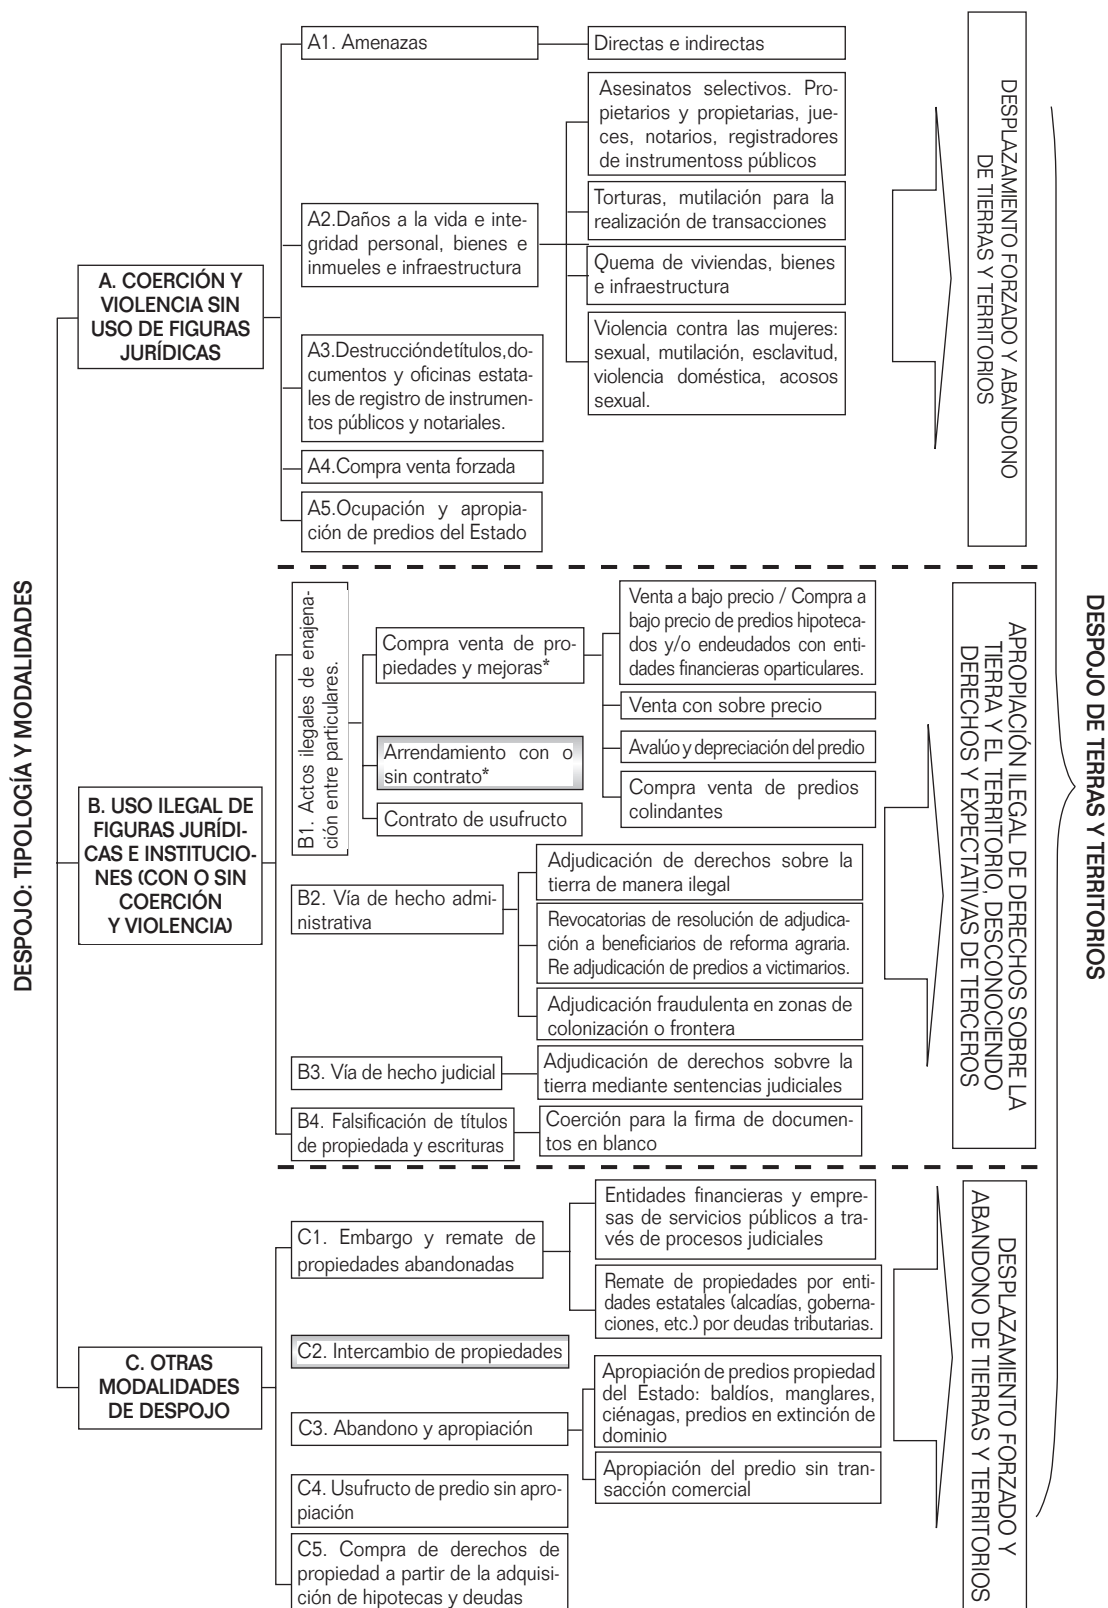 DESPOJO: TIPOLOGÍA Y MODALIDADES
A. COERCIÓN Y
VIOLENCIA SIN
USO DE FIGURAS
JURÍDICAS
A1. Amenazas
Directas e indirectas
A2.Daños a la vida e inte-
gridad personal, bienes e
inmuebles e infraestructura
Asesinatos selectivos. Pro-
pietarios y propietarias, jue-
ces, notarios, registradores
de instrumentoss públicos
Torturas, mutilación para la
realización de transacciones
Quema de viviendas, bienes
e infraestructura
Violencia contra las mujeres:
sexual, mutilación, esclavitud,
violencia doméstica, acosos
sexual.
A3.Destrucción de títulos, do-
cumentos y oficinas estata-
les de registro de instrumen-
tos públicos y notariales.
A4.Compra venta forzada
A5.Ocupación y apropia-
ción de predios del Estado
DESPLAZAMIENTO FORZADO Y ABANDONO
DE TIERRAS Y TERRITORIOS
B. USO ILEGAL DE
FIGURAS JURÍDI-
CAS E INSTITUCIO-
NES (CON O SIN
COERCIÓN
Y VIOLENCIA)
B1. Actos ilegales de enajena-
ción entre particulares.
Compra venta de pro-
piedades y mejoras*
Venta a bajo precio / Compra a
bajo precio de predios hipoteca-
dos y/o endeudados con enti-
dades financieras oparticulares.
Venta con sobre precio
Avalúo y depreciación del predio
Compra venta de predios
colindantes
Arrendamiento con o
sin contrato*
Contrato de usufructo
B2. Vía de hecho admi-
nistrativa
Adjudicación de derechos sobre la
tierra de manera ilegal
Revocatorias de resolución de adjudica-
ción a beneficiarios de reforma agraria.
Re adjudicación de predios a victimarios.
Adjudicación fraudulenta en zonas de
colonización o frontera
B3. Vía de hecho judicial
Adjudicación de derechos sobvre la
tierra mediante sentencias judiciales
B4. Falsificación de títulos
de propiedada y escrituras
Coerción para la firma de documen-
tos en blanco
APROPIACIÓN ILEGAL DE DERECHOS SOBRE LA
TIERRA Y EL TERRITORIO, DESCONOCIENDO
DERECHOS Y EXPECTATIVAS DE TERCEROS
C. OTRAS
MODALIDADES
DE DESPOJO
C1. Embargo y remate de
propiedades abandonadas
Entidades financieras y empre-
sas de servicios públicos a tra-
vés de procesos judiciales
Remate de propiedades por enti-
dades estatales (alcadías, goberna-
ciones, etc.) por deudas tributarias.
C2. Intercambio de propiedades
C3. Abandono y apropiación
Apropiación de predios propiedad
del Estado: baldíos, manglares,
ciénagas, predios en extinción de
dominio
Apropiación del predio sin tran-
sacción comercial
C4. Usufructo de predio sin apro-
piación
C5. Compra de derechos de
propiedad a partir de la adquisi-
ción de hipotecas y deudas
DESPLAZAMIENTO FORZADO Y
ABANDONO DE TIERRAS Y TERRITORIOS
DESPOJO DE TERRAS Y TERRITORIOS